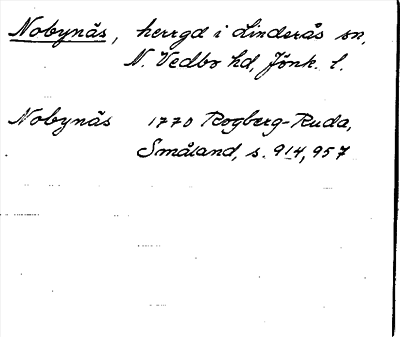 Nobynäs, herrgd i Linderås sn,
N. Vedbo hd, Jönk. l.
Nobynäs 1770 Rogberg-Ruda,
Småland, s. 914, 957